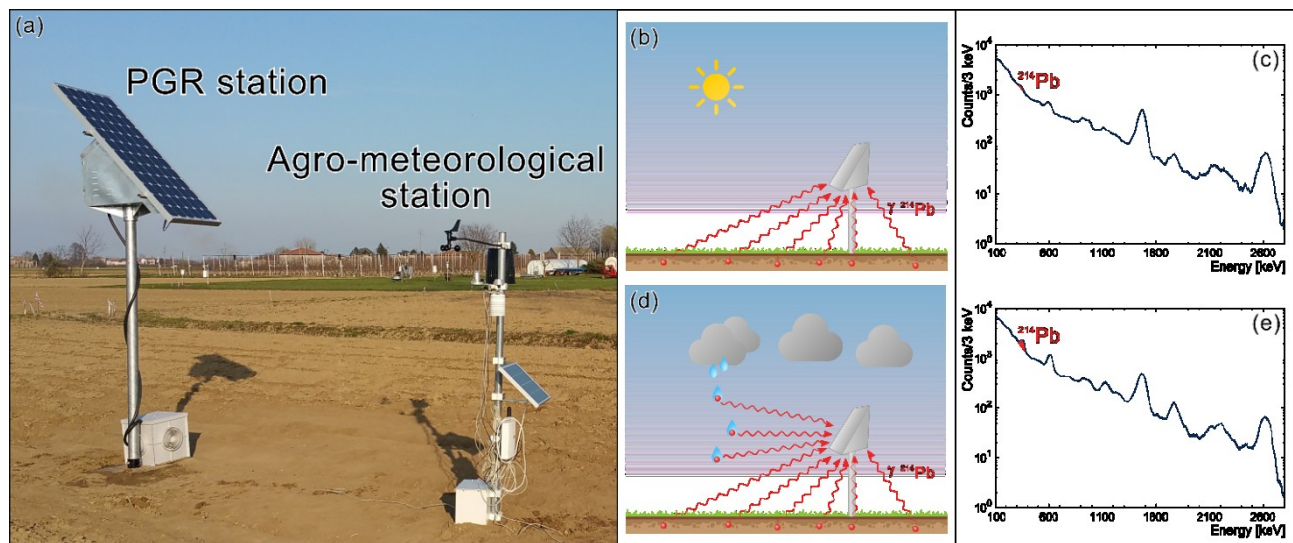 (a)
PGR station
Agro-meteorological
station
(b)
γ ²¹⁴Pb
(c)
²¹⁴Pb
Counts/3 keV
10⁴
10³
10²
10
10⁰
100 600 1100 1600 2100 2600
Energy [keV]
(d)
γ ²¹⁴Pb
(e)
²¹⁴Pb
Counts/3 keV
10⁴
10³
10²
10
10⁰
100 600 1100 1600 2100 2600
Energy [keV]